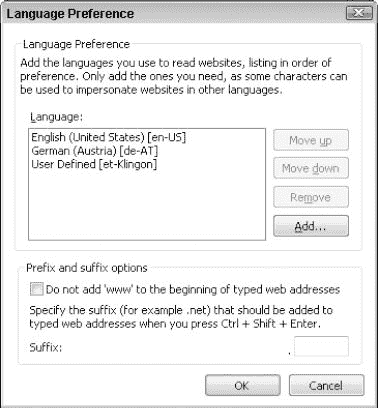 Language Preference
Language Preference
Add the languages you use to read websites, listing in order of
preference. Only add the ones you need, as some characters can
be used to impersonate websites in other languages.
Language:
English (United States) [en-US]
German (Austria) [de-AT]
User Defined [et-Klingon]
Move up
Move down
Remove
Add...
Prefix and suffix options
Do not add 'www' to the beginning of typed web addresses
Specify the suffix (for example .net) that should be added to
typed web addresses when you press Ctrl + Shift + Enter.
Suffix: .
OK Cancel